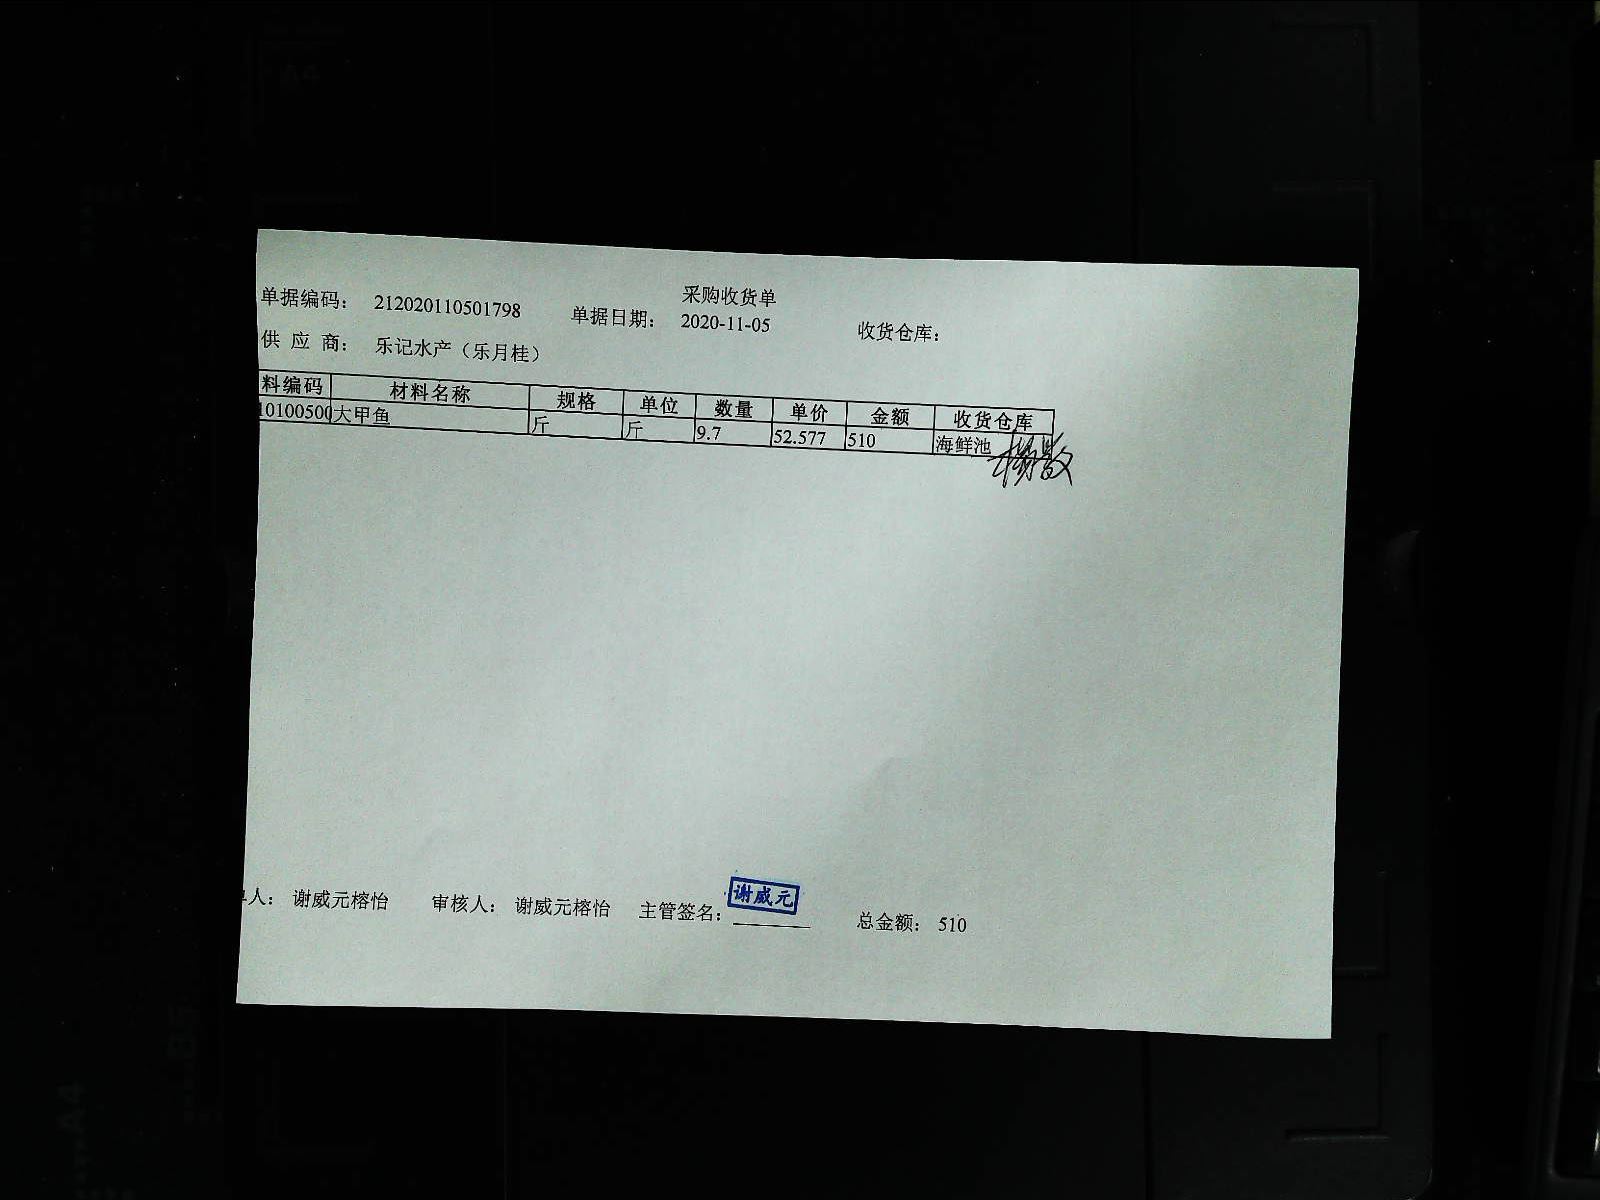 采购收货单
单据编码： 212020110501798 单据日期： 2020-11-05 收货仓库：
供 应 商： 乐记水产（乐月桂）
料编码 材料名称 规格 单位 数量 单价 金额 收货仓库
10100500 大甲鱼 斤 斤 9.7 52.577 510 海鲜池
人： 谢威元榕怡 审核人： 谢威元榕怡 主管签名： 谢威元 总金额： 510